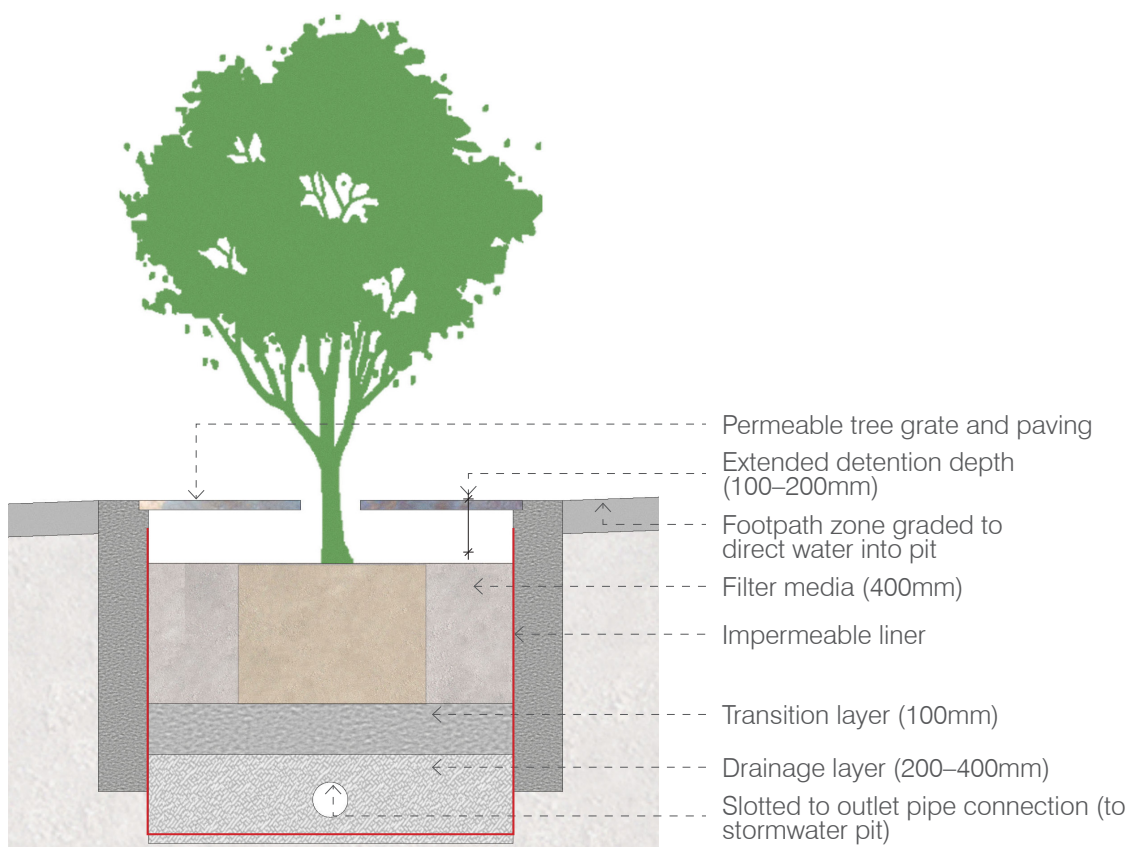 Permeable tree grate and paving
Extended detention depth
(100–200mm)
Footpath zone graded to
direct water into pit
Filter media (400mm)
Impermeable liner
Transition layer (100mm)
Drainage layer (200–400mm)
Slotted to outlet pipe connection (to
stormwater pit)